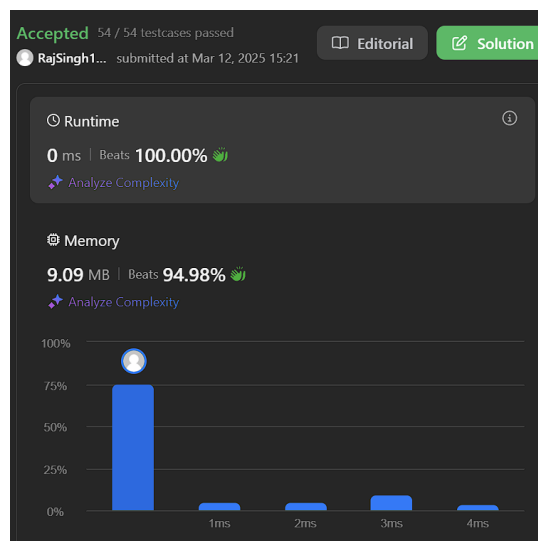 Accepted 54 / 54 testcases passed
Editorial
Solution
RajSingh1... submitted at Mar 12, 2025 15:21
Runtime
0 ms | Beats 100.00%
Analyze Complexity
Memory
9.09 MB | Beats 94.98%
Analyze Complexity
100%
75%
50%
25%
0%
1ms 2ms 3ms 4ms